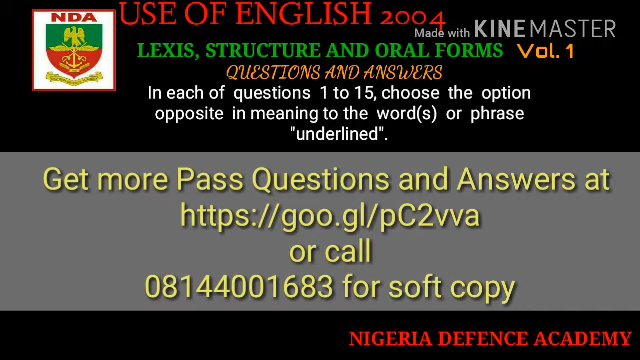 NDA
USE OF ENGLISH 2004
Made with KINEMASTER
LEXIS, STRUCTURE AND ORAL FORMS Vol. 1
QUESTIONS AND ANSWERS
In each of questions 1 to 15, choose the option
opposite in meaning to the word(s) or phrase
"underlined".
Get more Pass Questions and Answers at
https://goo.gl/pC2vva
or call
08144001683 for soft copy
NIGERIA DEFENCE ACADEMY